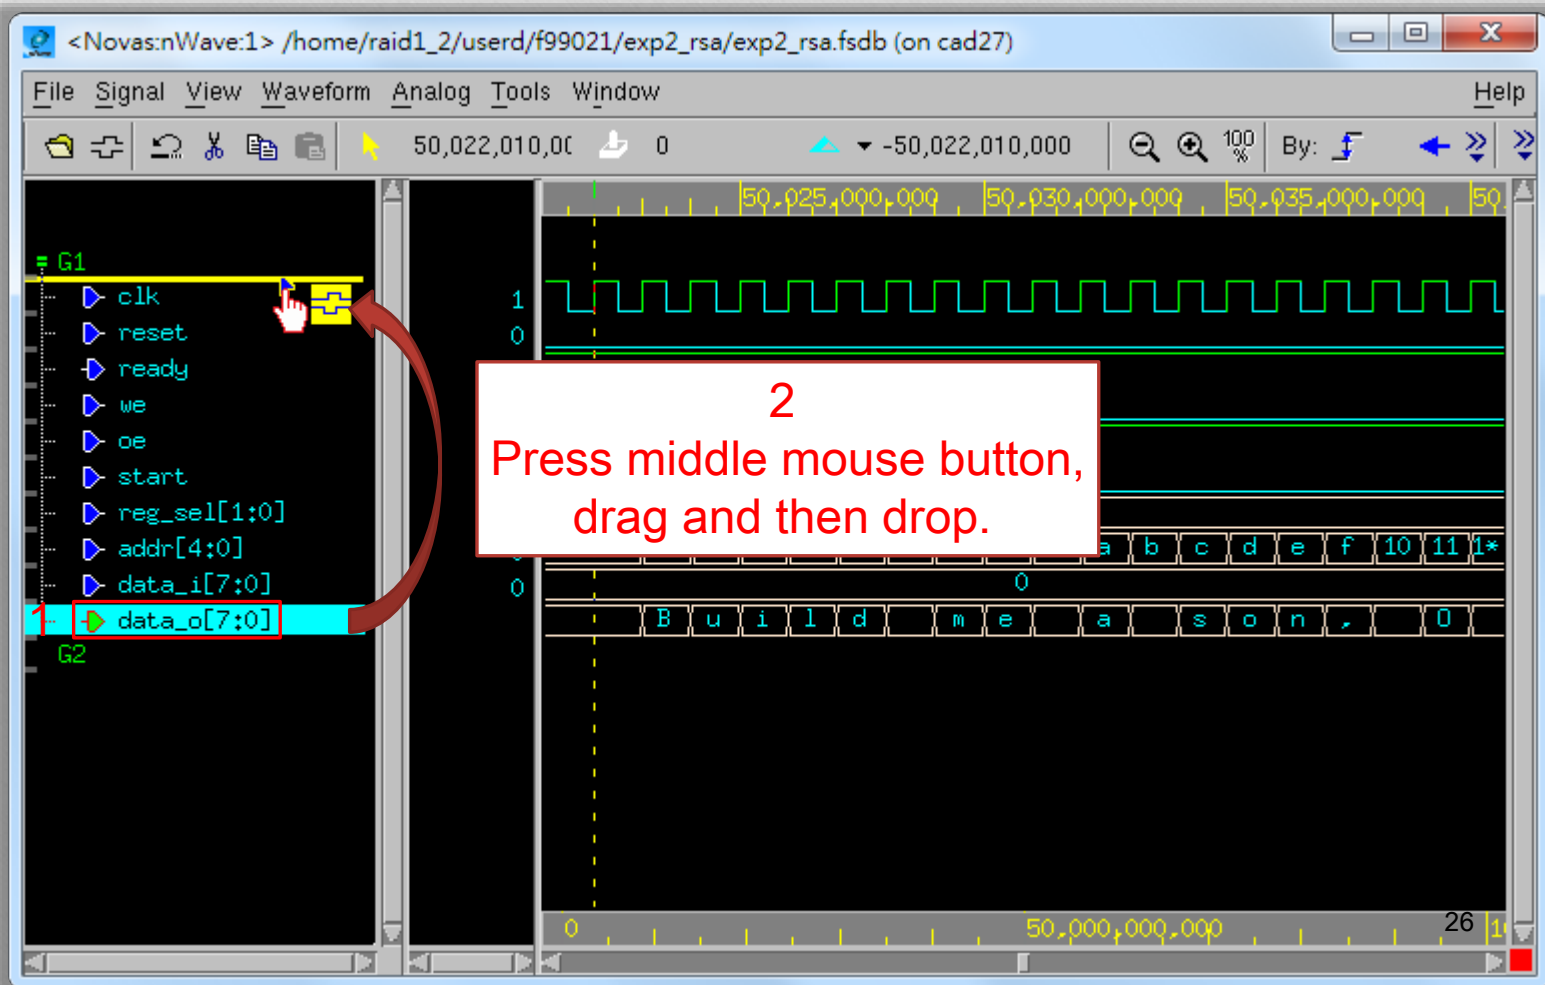 <Novas:nWave:1> /home/raid1_2/userd/f99021/exp2_rsa/exp2_rsa.fsdb (on cad27)
File Signal View Waveform Analog Tools Window Help
50,022,010,00 0 -50,022,010,000 100 % By:
50,025,000,000 50,030,000,000 50,035,000,000 50,
G1
clk 1
reset 0
ready
we
oe
start
reg_sel[1:0]
addr[4:0] a b c d e f 10 11 1*
data_i[7:0] 0 0
1 data_o[7:0] B u i l d m e a s o n , O
G2
2
Press middle mouse button,
drag and then drop.
0 50,000,000,000 1
26